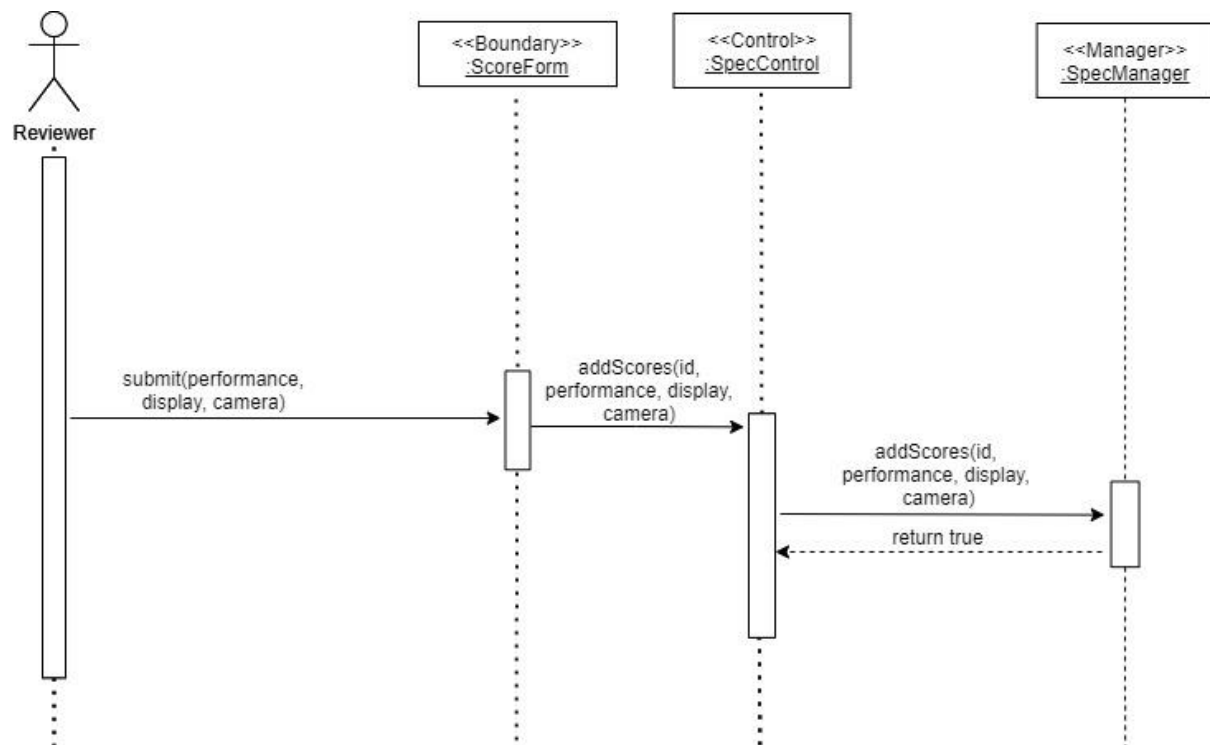 Reviewer
<<Boundary>>
:ScoreForm
<<Control>>
:SpecControl
<<Manager>>
:SpecManager
submit(performance,
display, camera)
addScores(id,
performance, display,
camera)
addScores(id,
performance, display,
camera)
return true